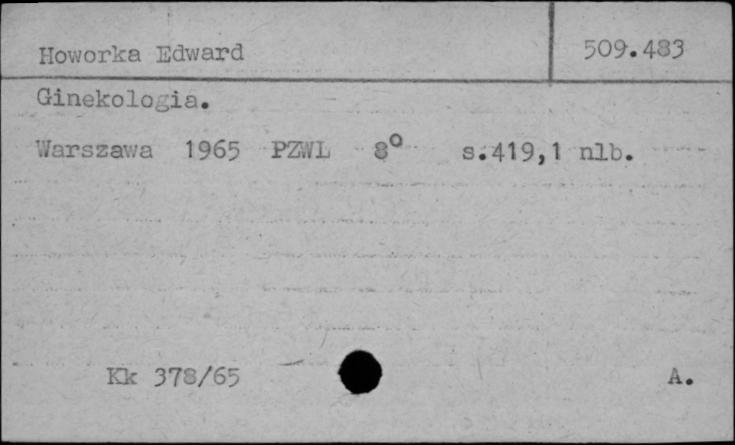 Howorka Edward 509.483
Ginekologia.
Warszawa 1965 PZWL 8° s.419,1 nlb.
Kk 378/65 A.